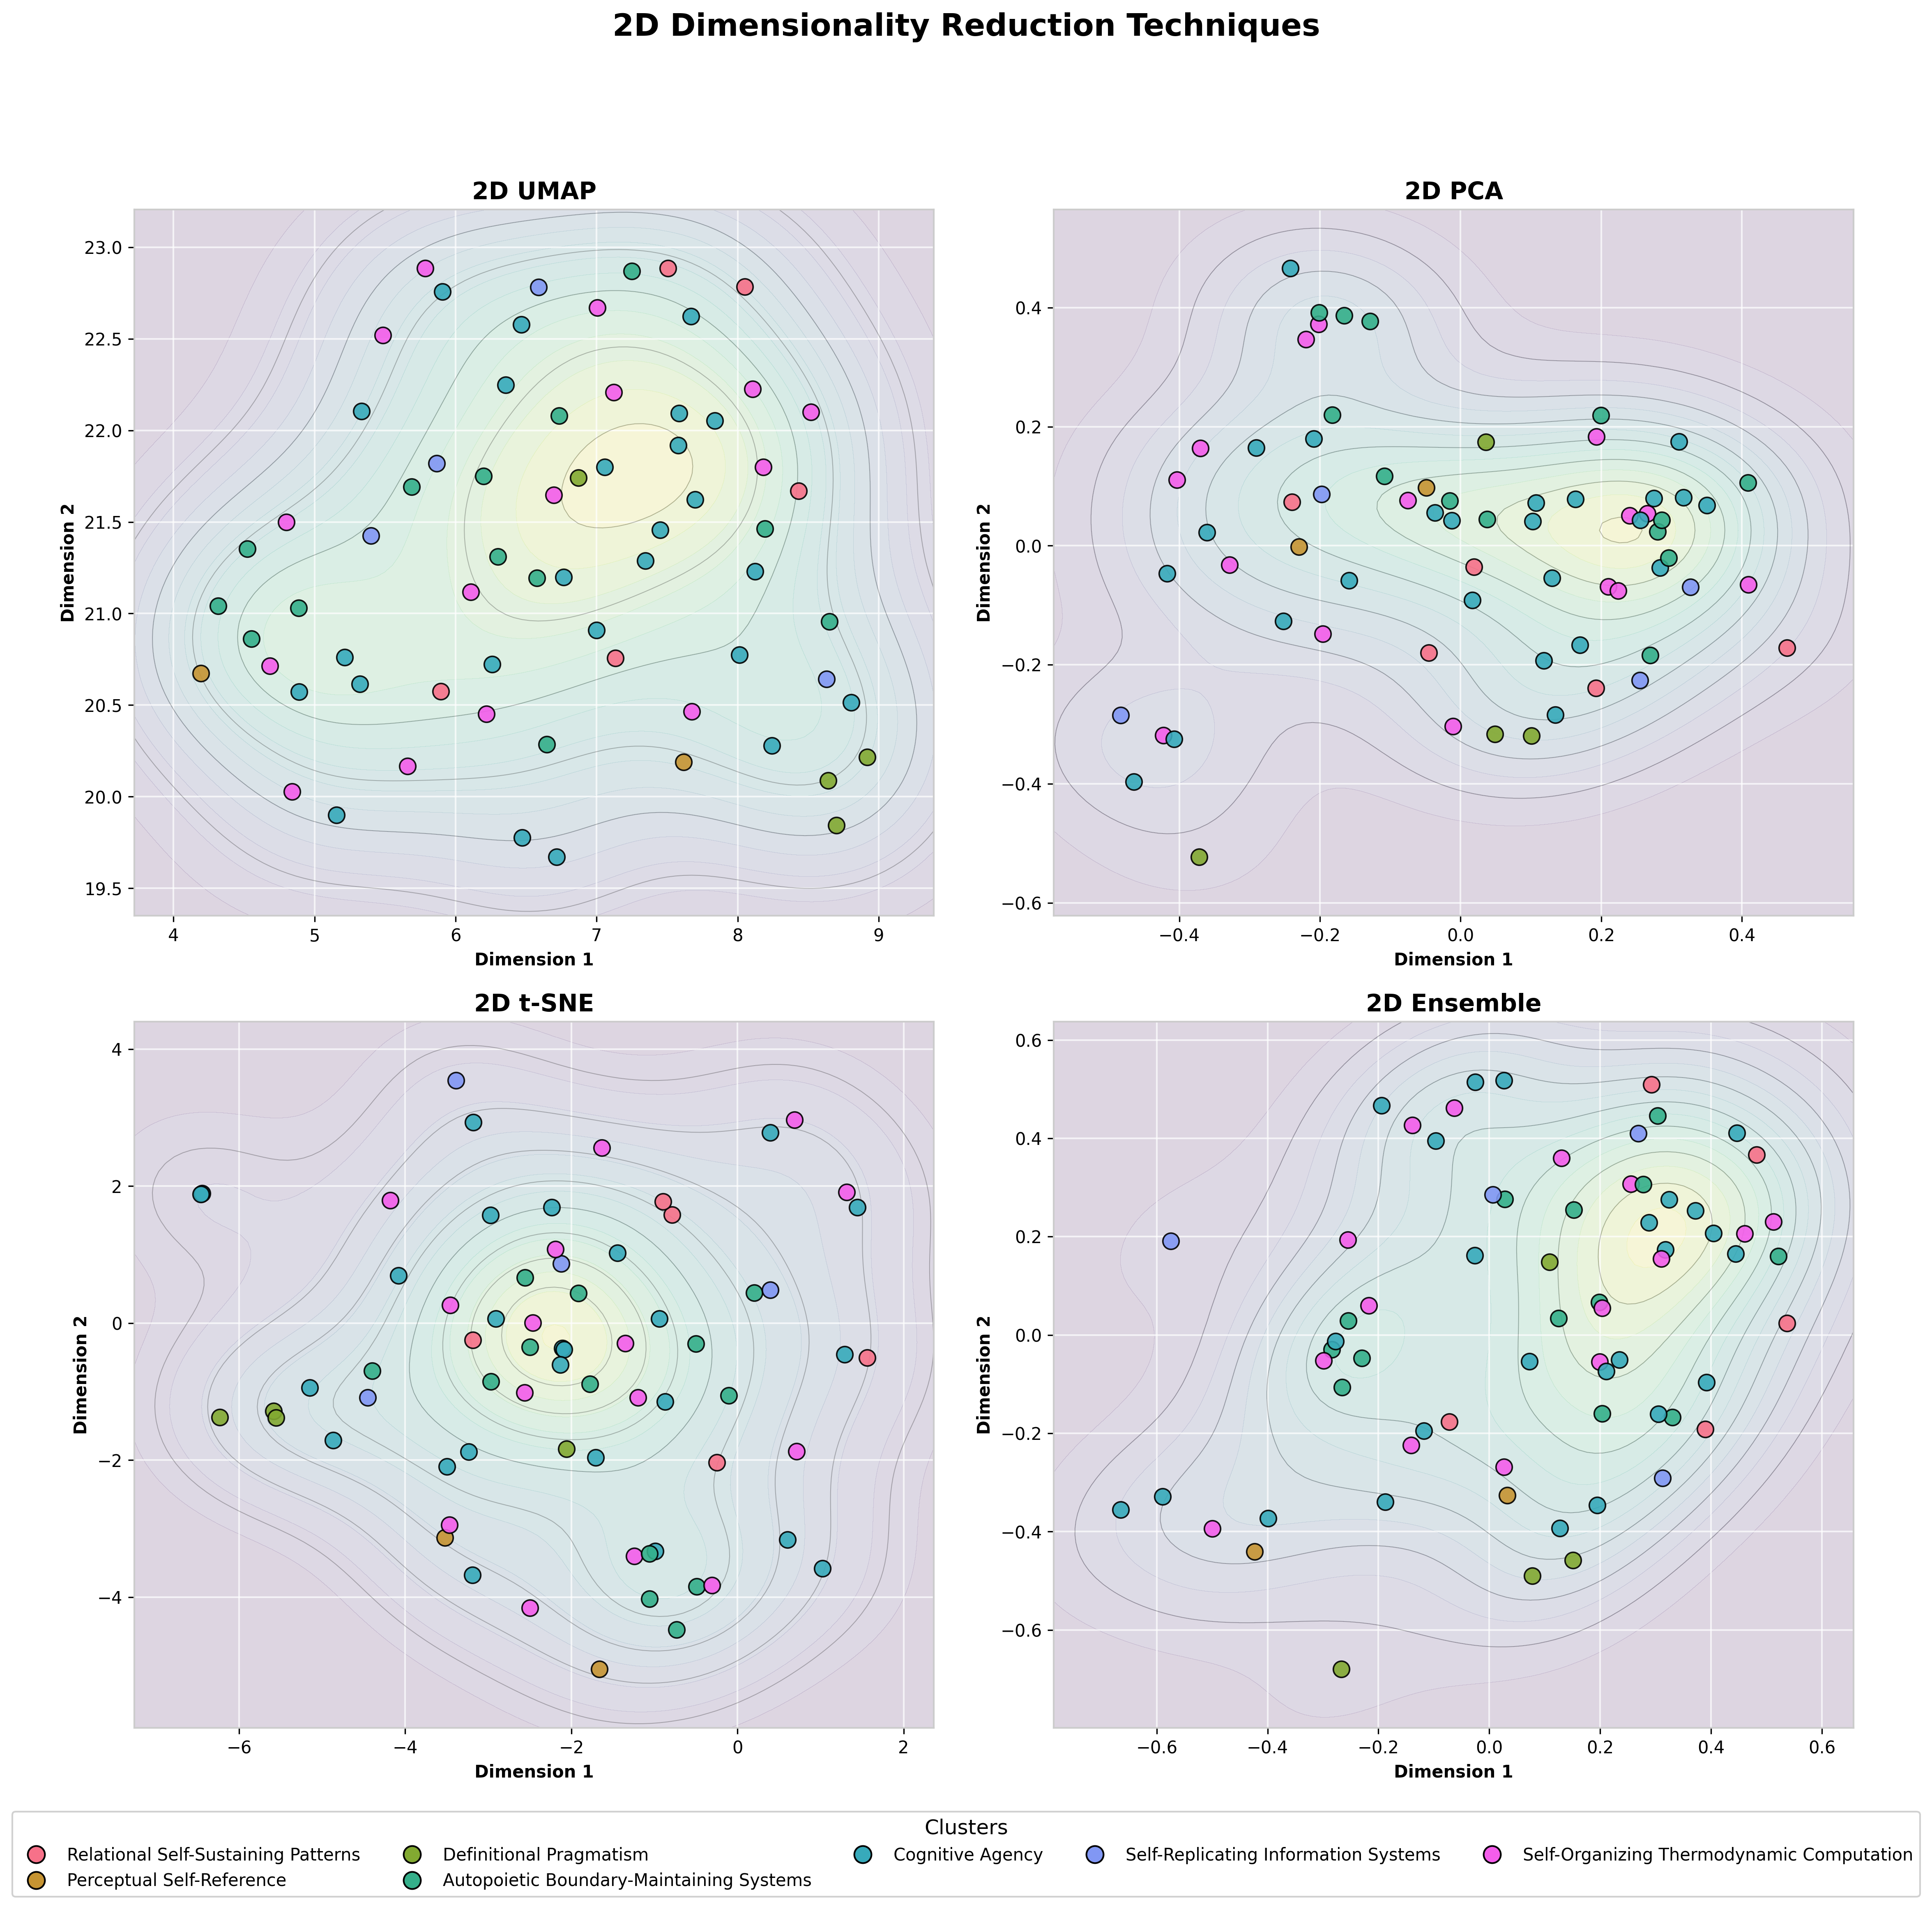 2D Dimensionality Reduction Techniques
2D UMAP
23.0
22.5
22.0
21.5
21.0
20.5
20.0
19.5
Dimension 2
4 5 6 7 8 9
Dimension 1
2D PCA
0.4
0.2
0.0
−0.2
−0.4
−0.6
Dimension 2
−0.4 −0.2 0.0 0.2 0.4
Dimension 1
2D t-SNE
4
2
0
−2
−4
Dimension 2
−6 −4 −2 0 2
Dimension 1
2D Ensemble
0.6
0.4
0.2
0.0
−0.2
−0.4
−0.6
Dimension 2
−0.6 −0.4 −0.2 0.0 0.2 0.4 0.6
Dimension 1
Clusters
Relational Self-Sustaining Patterns
Perceptual Self-Reference
Definitional Pragmatism
Autopoietic Boundary-Maintaining Systems
Cognitive Agency
Self-Replicating Information Systems
Self-Organizing Thermodynamic Computation